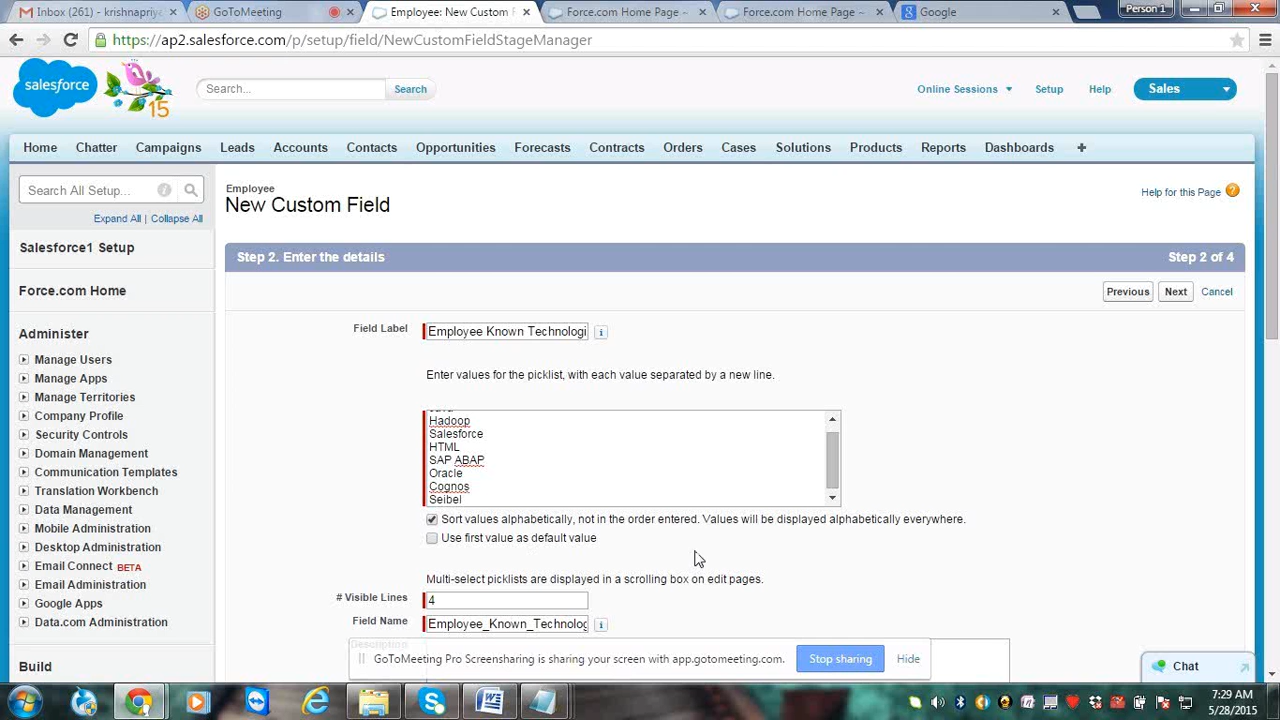 Inbox (261) - krishnapriye
GoToMeeting
Employee: New Custom F
Force.com Home Page ~
Force.com Home Page ~
Google
Person 1
https://ap2.salesforce.com/p/setup/field/NewCustomFieldStageManager
salesforce
15
Search...
Search
Online Sessions
Setup
Help
Sales
Home
Chatter
Campaigns
Leads
Accounts
Contacts
Opportunities
Forecasts
Contracts
Orders
Cases
Solutions
Products
Reports
Dashboards
+
Search All Setup...
Expand All | Collapse All
Salesforce1 Setup
Force.com Home
Administer
Manage Users
Manage Apps
Manage Territories
Company Profile
Security Controls
Domain Management
Communication Templates
Translation Workbench
Data Management
Mobile Administration
Desktop Administration
Email Connect BETA
Email Administration
Google Apps
Data.com Administration
Build
Employee
New Custom Field
Help for this Page
Step 2. Enter the details
Step 2 of 4
Previous
Next
Cancel
Field Label
Employee Known Technologi
Enter values for the picklist, with each value separated by a new line.
Hadoop
Salesforce
HTML
SAP ABAP
Oracle
Cognos
Seibel
Sort values alphabetically, not in the order entered. Values will be displayed alphabetically everywhere.
Use first value as default value
Multi-select picklists are displayed in a scrolling box on edit pages.
# Visible Lines
4
Field Name
Employee_Known_Technolog
Description
GoToMeeting Pro Screensharing is sharing your screen with app.gotomeeting.com.
Stop sharing
Hide
Chat
7:29 AM
5/28/2015